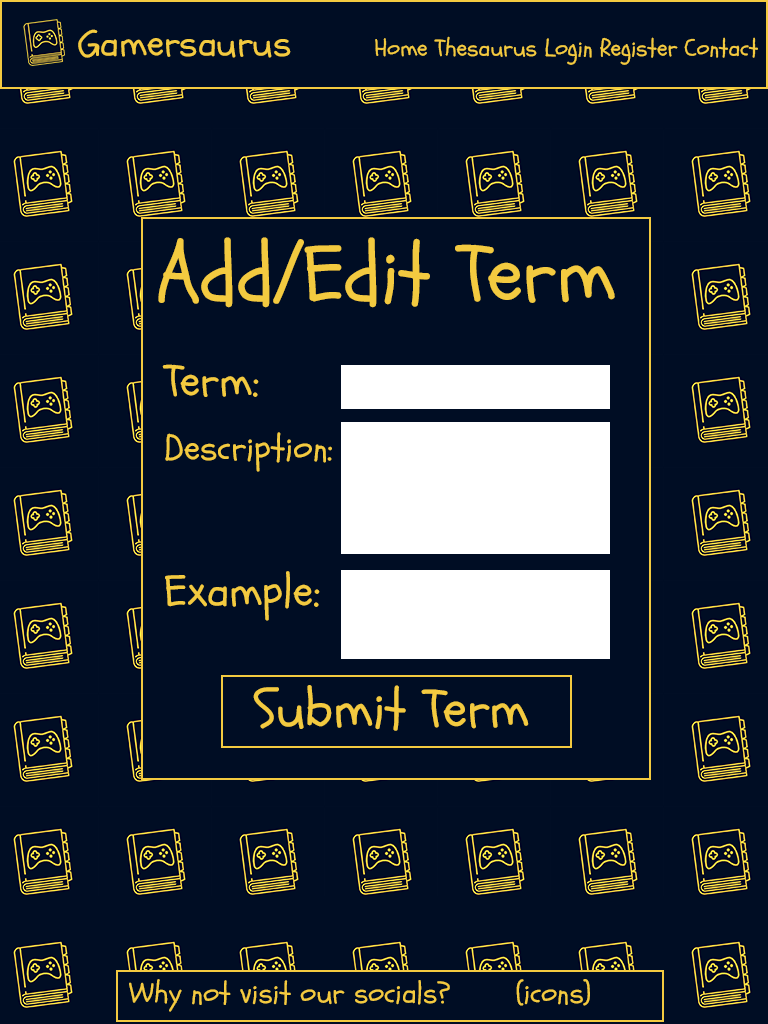 Gamersaurus
Home Thesaurus Login Register Contact
Add/Edit Term
Term:
Description:
Example:
Submit Term
Why not visit our socials? (icons)